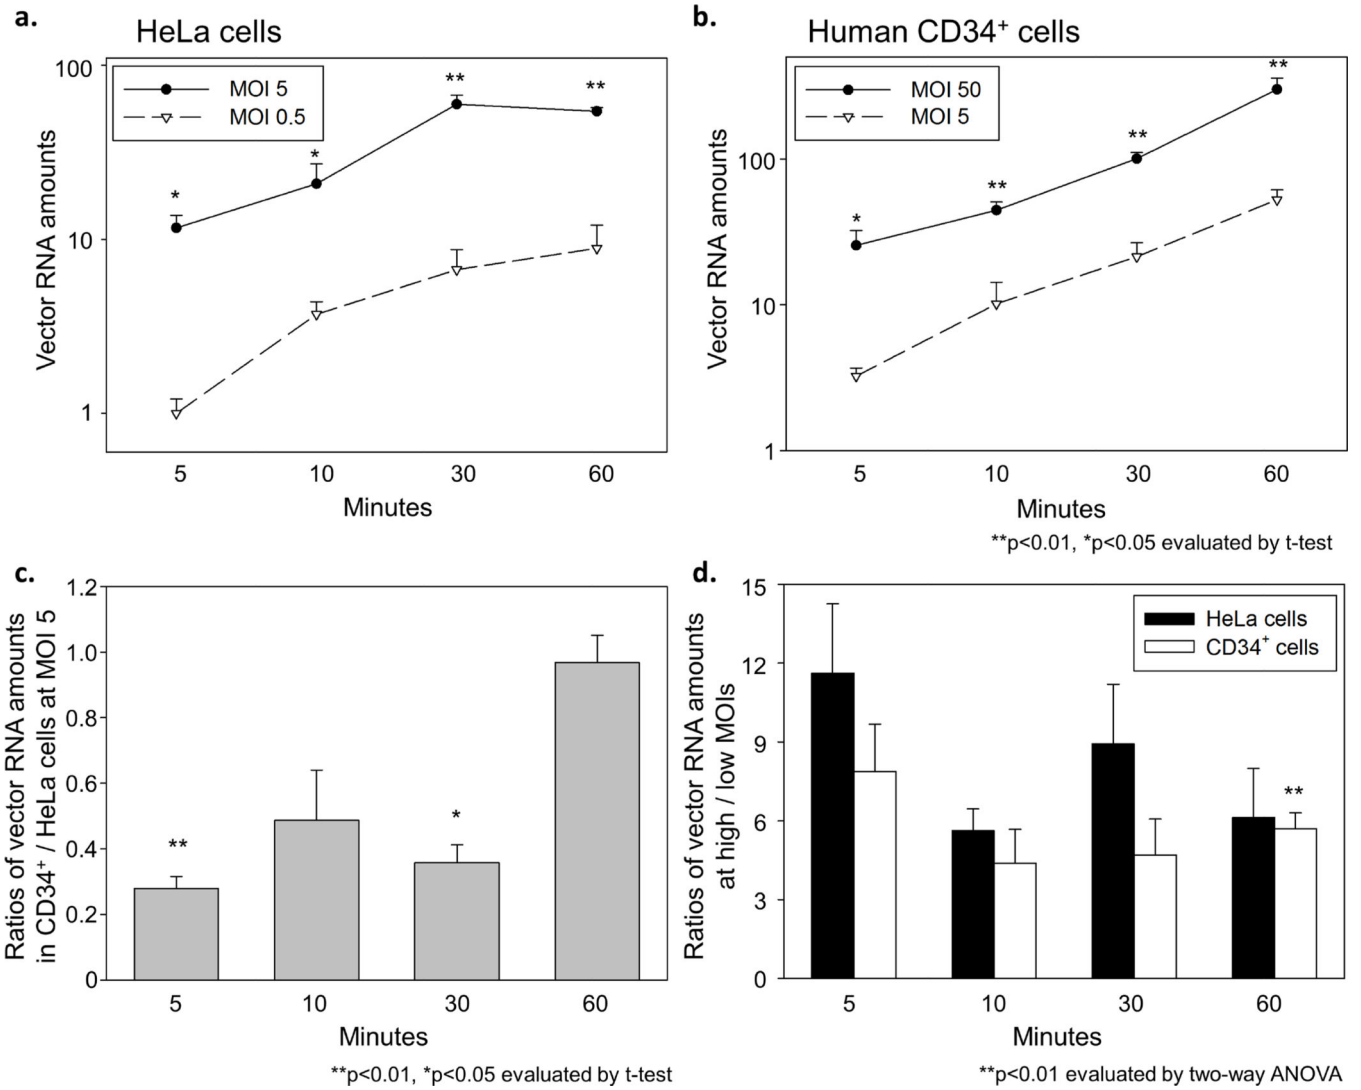 a.
HeLa cells
100
10
1
Vector RNA amounts
MOI 5
MOI 0.5
*
*
**
**
5 10 30 60
Minutes
b.
Human CD34+ cells
100
10
1
Vector RNA amounts
MOI 50
MOI 5
*
**
**
**
5 10 30 60
Minutes
**p<0.01, *p<0.05 evaluated by t-test
c.
1.2
1.0
0.8
0.6
0.4
0.2
0
Ratios of vector RNA amounts
in CD34+ / HeLa cells at MOI 5
**
*
5 10 30 60
Minutes
**p<0.01, *p<0.05 evaluated by t-test
d.
15
12
9
6
3
0
Ratios of vector RNA amounts
at high / low MOIs
HeLa cells
CD34+ cells
**
5 10 30 60
Minutes
**p<0.01 evaluated by two-way ANOVA